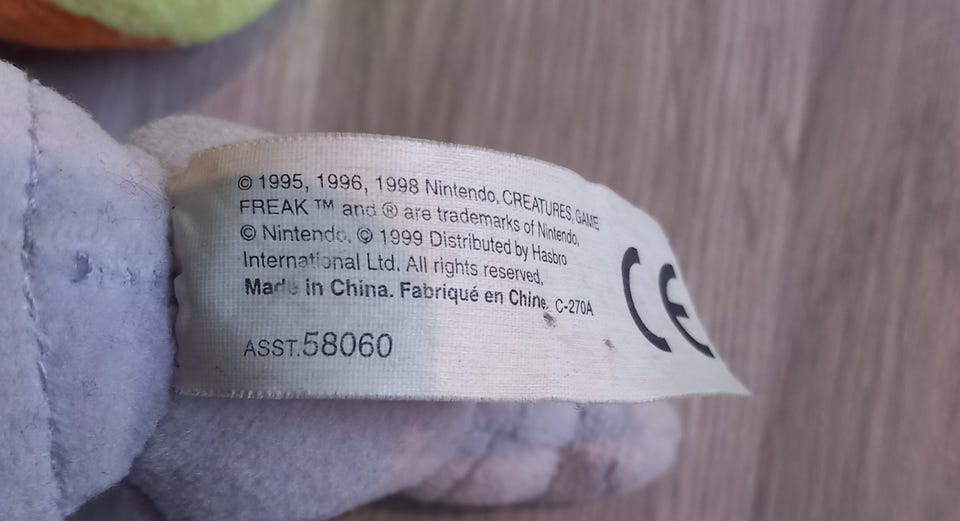 © 1995, 1996, 1998 Nintendo, CREATURES, GAME
FREAK ™ and ® are trademarks of Nintendo,
© Nintendo, © 1999 Distributed by Hasbro
International Ltd. All rights reserved,
Made in China. Fabriqué en Chine. C-270A
ASST.58060
CE